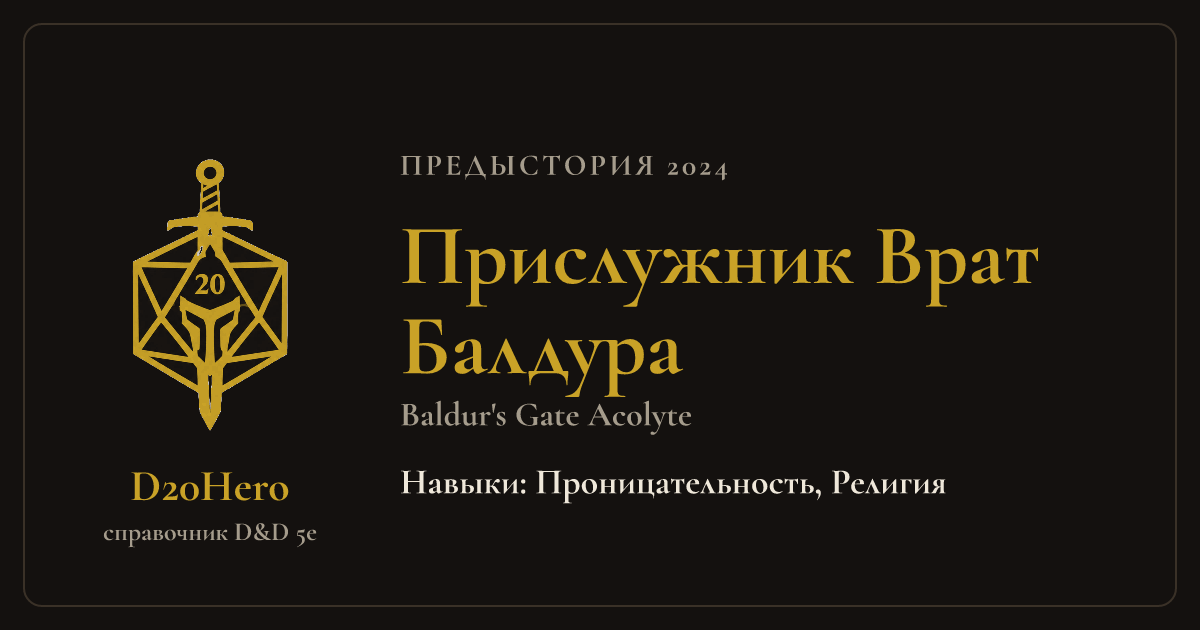 20
D20Hero
справочник D&D 5e
ПРЕДЫСТОРИЯ 2024
Прислужник Врат
Балдура
Baldur's Gate Acolyte
Навыки: Проницательность, Религия